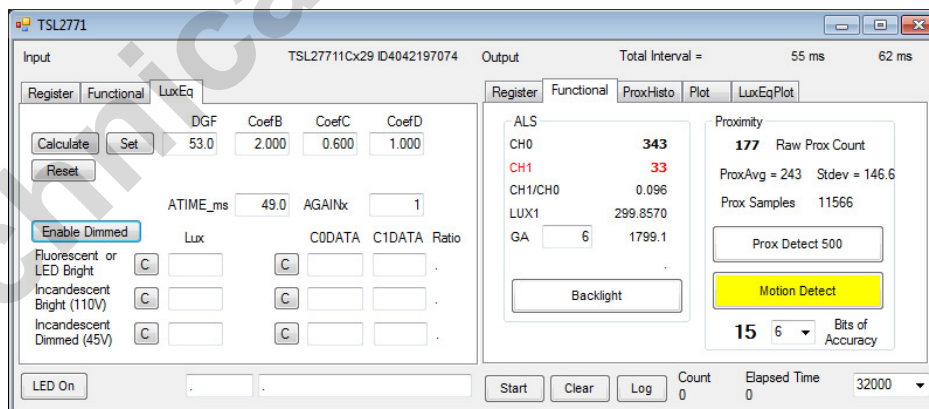 TSL2771
Input TSL27711Cx29 ID4042197074 Output Total Interval = 55 ms 62 ms
Register Functional LuxEq
DGF CoefB CoefC CoefD
Calculate Set 53.0 2.000 0.600 1.000
Reset
ATIME_ms 49.0 AGAINx 1
Enable Dimmed
Lux C0DATA C1DATA Ratio
Fluorescent or
LED Bright C C .
Incandescent
Bright (110V) C C .
Incandescent
Dimmed (45V) C C .
LED On . .
Register Functional ProxHisto Plot LuxEqPlot
ALS
CH0 343
CH1 33
CH1/CH0 0.096
LUX1 299.8570
GA 6 1799.1
.
Backlight
Proximity
177 Raw Prox Count
ProxAvg = 243 Stdev = 146.6
Prox Samples 11566
Prox Detect 500
Motion Detect
15 6 Bits of
Accuracy
Start Clear Log Count
0 Elapsed Time
0 32000
chnica